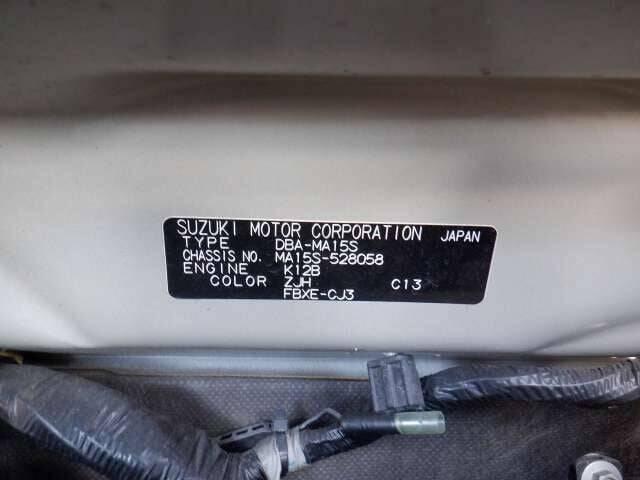 SUZUKI MOTOR CORPORATION JAPAN
TYPE DBA-MA15S
CHASSIS NO. MA15S-528058
ENGINE K12B
COLOR ZJH C13
FBXE-CJ3